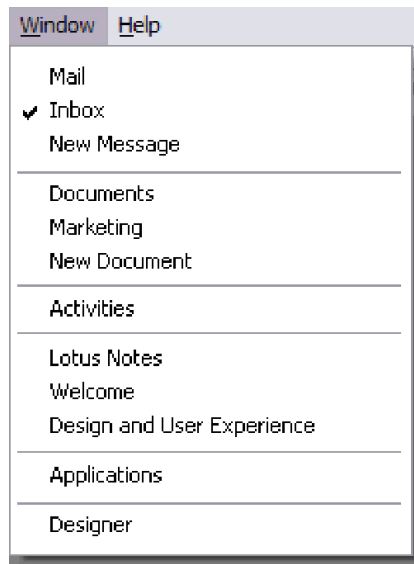 Window Help
Mail
Inbox
New Message
Documents
Marketing
New Document
Activities
Lotus Notes
Welcome
Design and User Experience
Applications
Designer